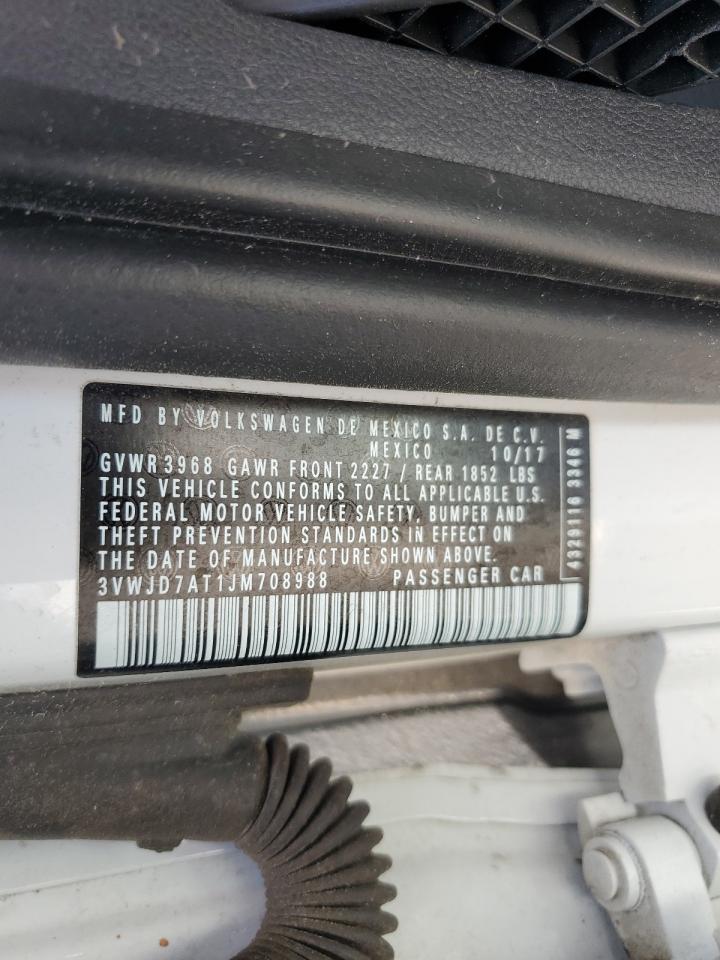 MFD BY VOLKSWAGEN DE MEXICO S.A. DE C.V.
MEXICO 10/17
GVWR 3968 GAWR FRONT 2227 / REAR 1852 LBS
THIS VEHICLE CONFORMS TO ALL APPLICABLE U.S.
FEDERAL MOTOR VEHICLE SAFETY, BUMPER AND
THEFT PREVENTION STANDARDS IN EFFECT ON
THE DATE OF MANUFACTURE SHOWN ABOVE.
3VWJD7AT1JM708988 PASSENGER CAR
4329116 3346 M